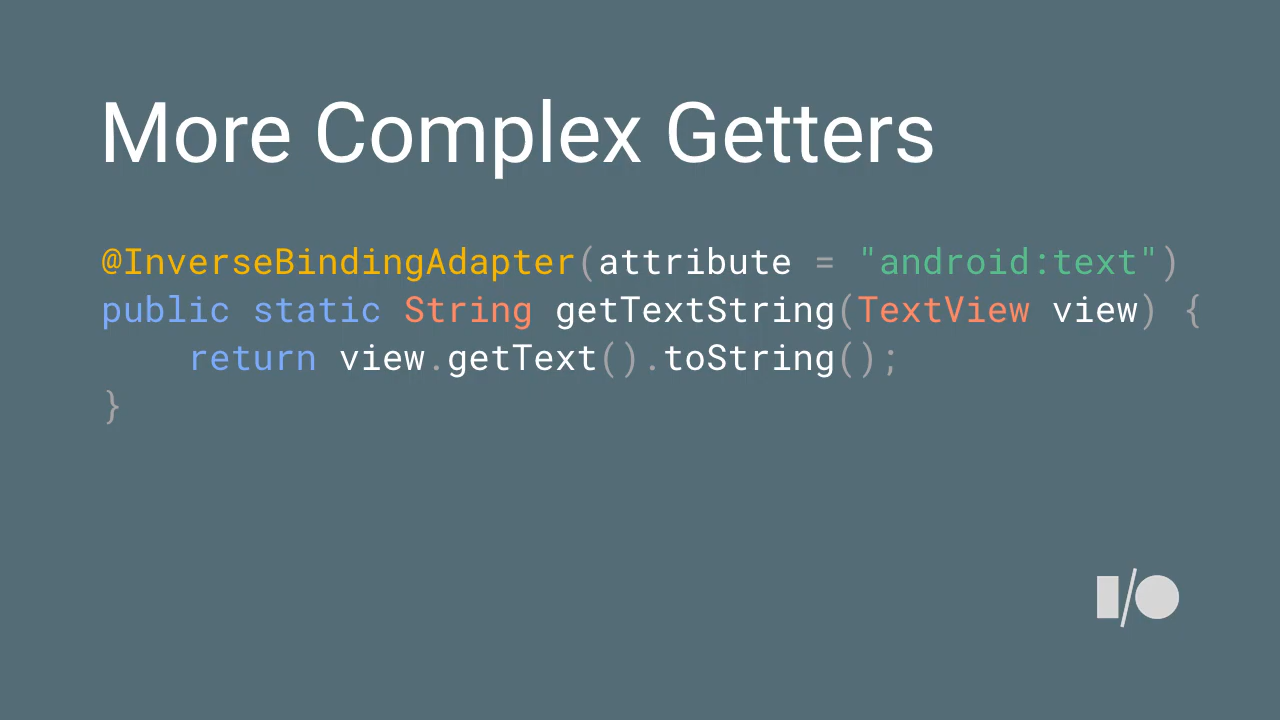 More Complex Getters
@InverseBindingAdapter(attribute = "android:text")
public static String getTextString(TextView view) {
    return view.getText().toString();
}
I/O